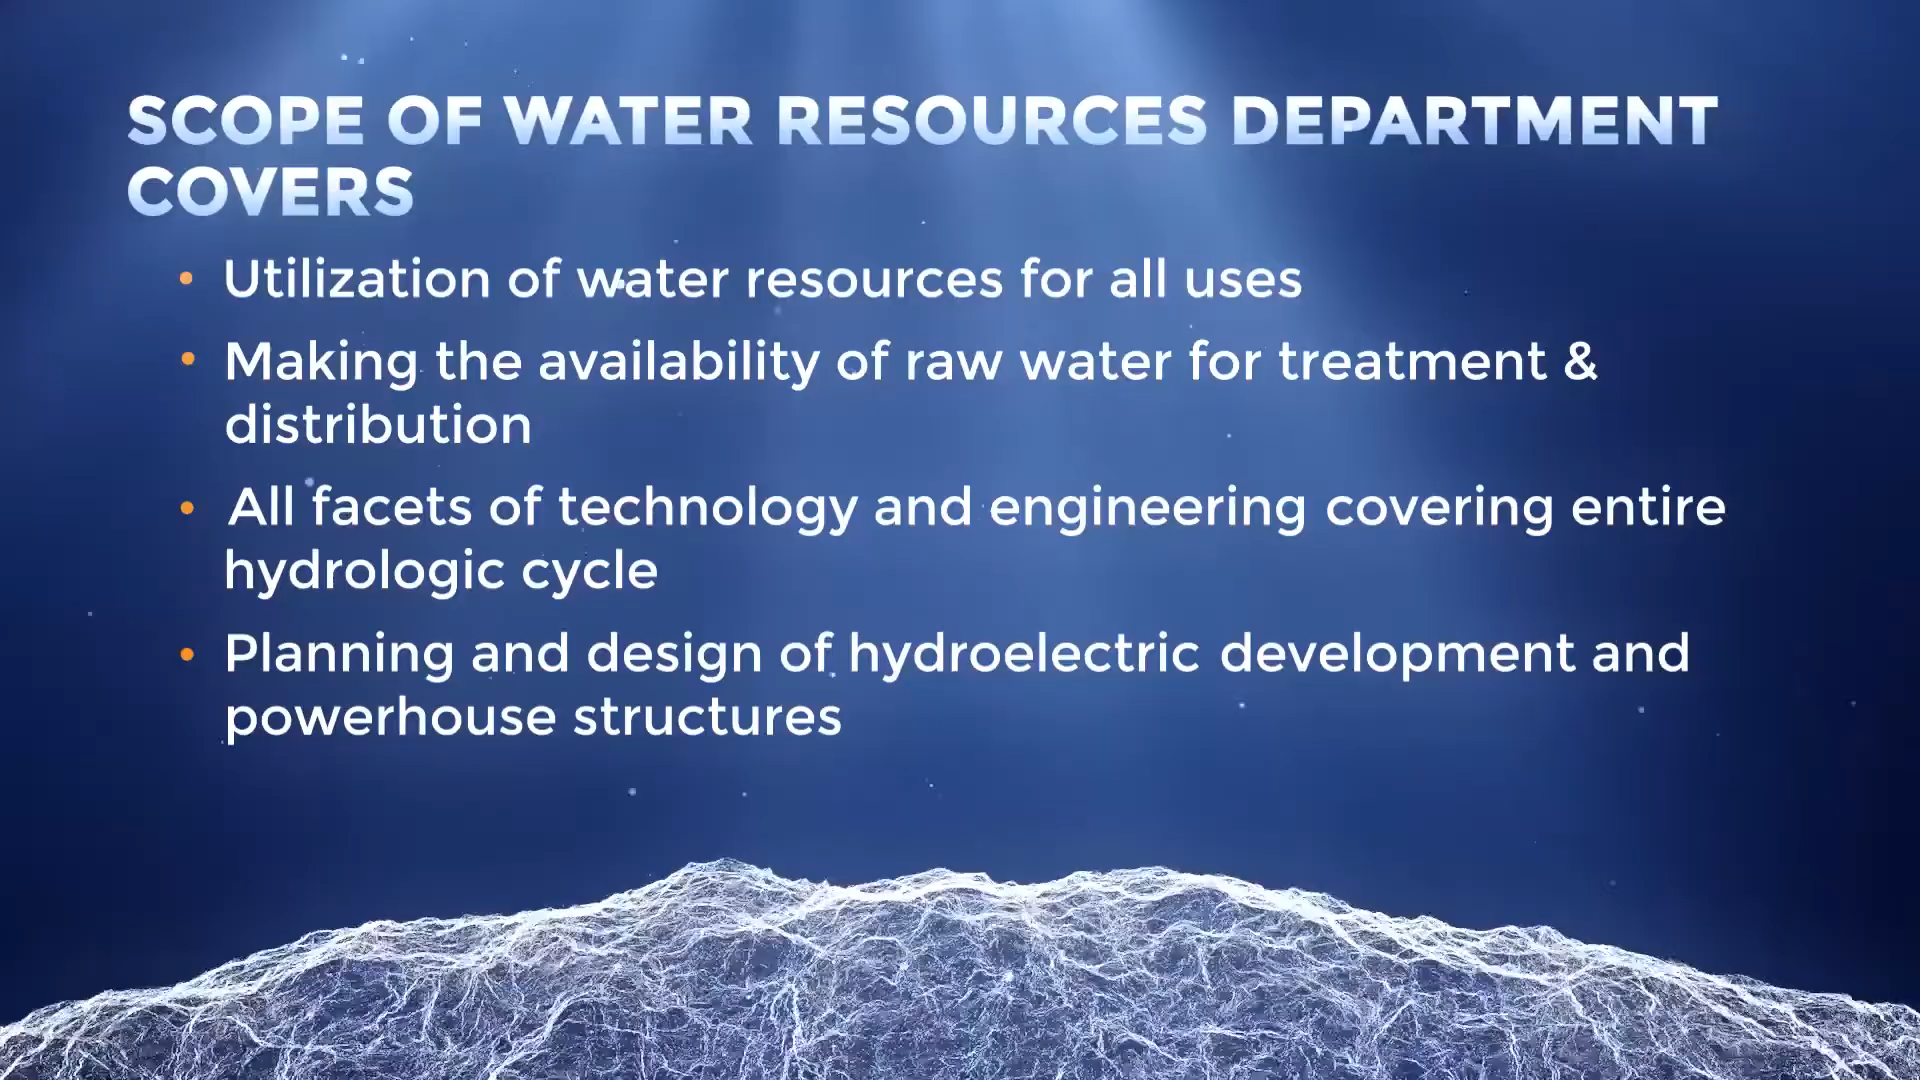 SCOPE OF WATER RESOURCES DEPARTMENT
COVERS
• Utilization of water resources for all uses
• Making the availability of raw water for treatment &
distribution
• All facets of technology and engineering covering entire
hydrologic cycle
• Planning and design of hydroelectric development and
powerhouse structures